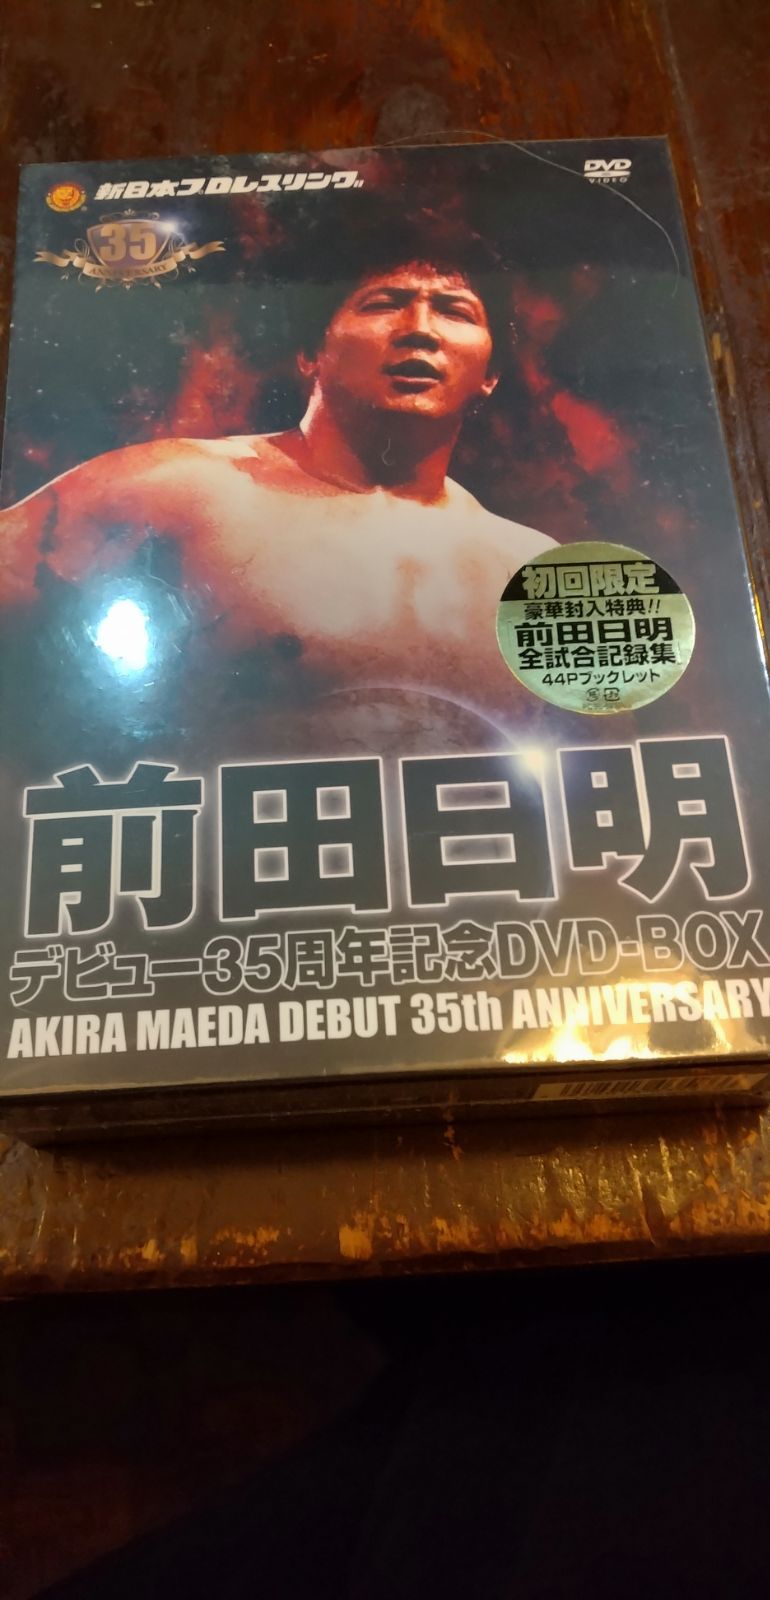 新日本プロレスリング
DVD
VIDEO
35
ANNIVERSARY
初回限定
豪華封入特典!!
前田日明
全試合記録集
44Pブックレット
前田日明
デビュー35周年記念DVD-BOX
AKIRA MAEDA DEBUT 35th ANNIVERSARY